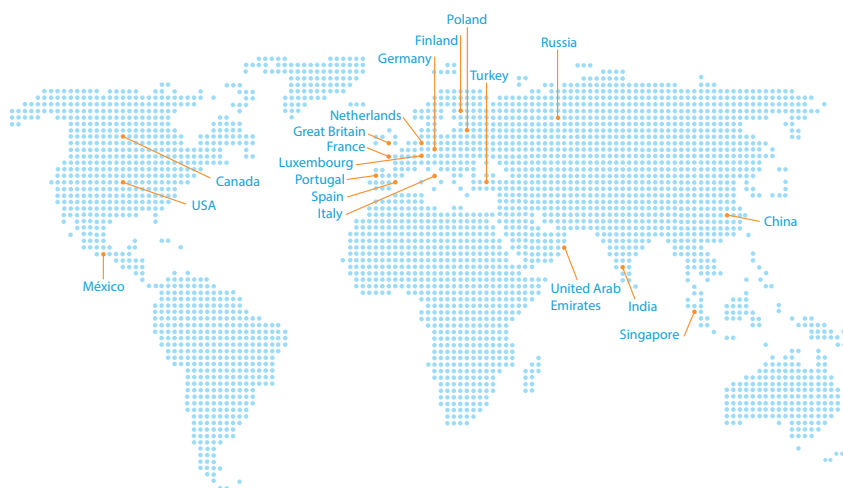 Poland
Finland
Russia
Germany
Turkey
Netherlands
Great Britain
France
Luxembourg
Portugal
Canada
Spain
USA
Italy
China
México
United Arab
Emirates
India
Singapore